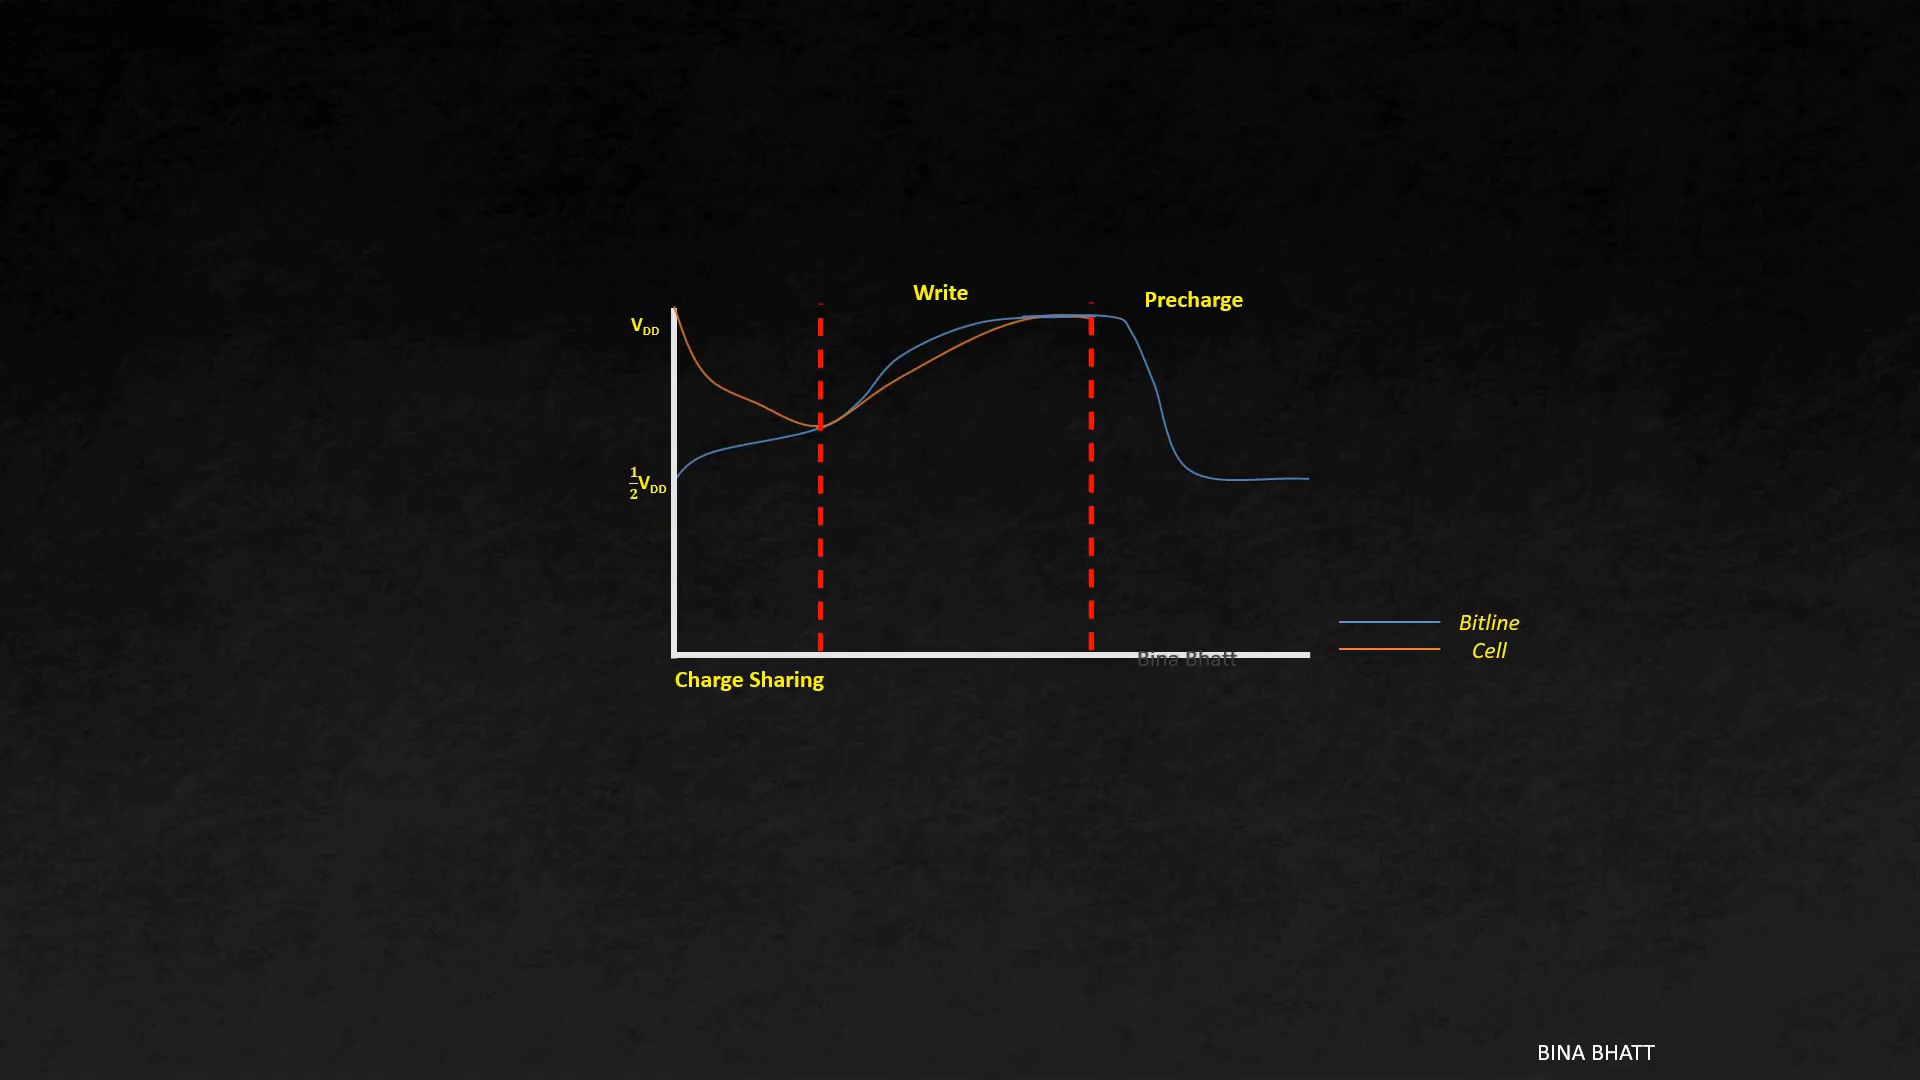 Write
Precharge
VDD
1/2 VDD
Bitline
Cell
Bina Bhatt
Charge Sharing
BINA BHATT